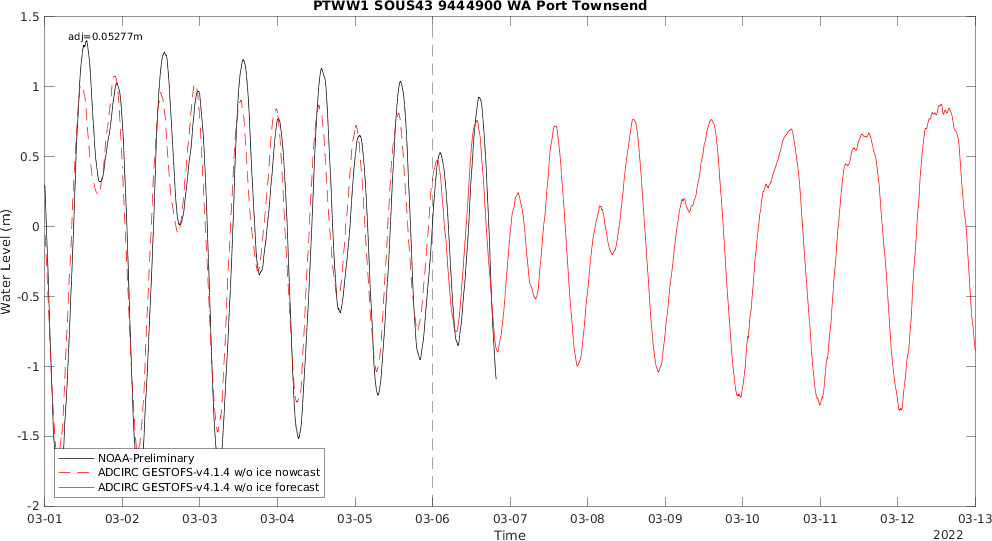 PTWW1 SOUS43 9444900 WA Port Townsend
adj=0.05277m
1.5
1
0.5
0
-0.5
-1
-1.5
-2
Water Level (m)
NOAA-Preliminary
ADCIRC GESTOFS-v4.1.4 w/o ice nowcast
ADCIRC GESTOFS-v4.1.4 w/o ice forecast
03-01 03-02 03-03 03-04 03-05 03-06 03-07 03-08 03-09 03-10 03-11 03-12 03-13
Time
2022